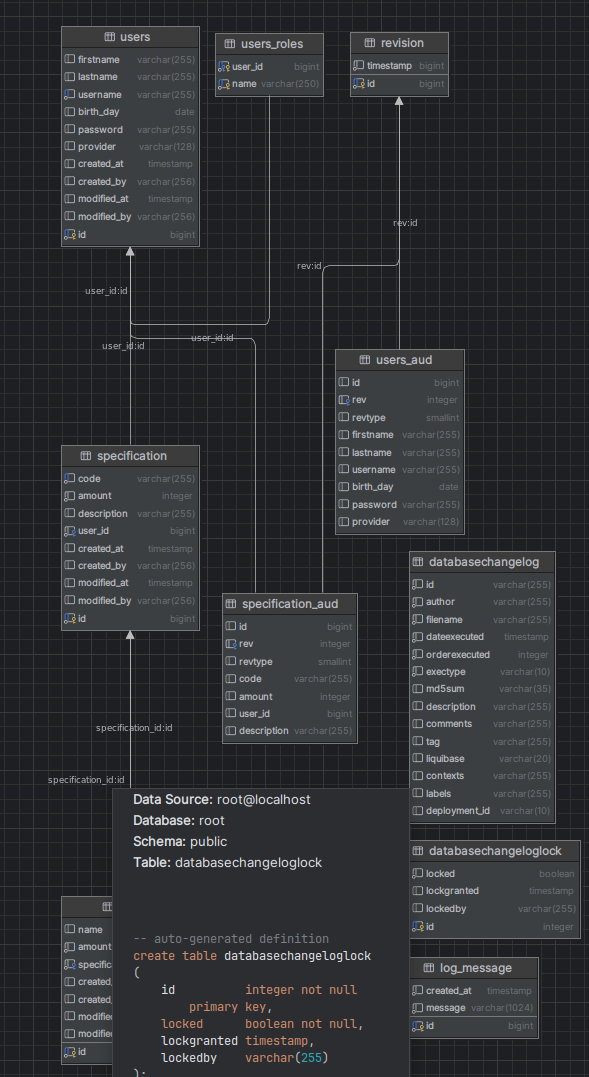 users
firstname varchar(255)
lastname varchar(255)
username varchar(255)
birth_day date
password varchar(255)
provider varchar(128)
created_at timestamp
created_by varchar(256)
modified_at timestamp
modified_by varchar(256)
id bigint
users_roles
user_id bigint
name varchar(250)
revision
timestamp bigint
id bigint
rev:id
rev:id
user_id:id
user_id:id
user_id:id
users_aud
id bigint
rev integer
revtype smallint
firstname varchar(255)
lastname varchar(255)
username varchar(255)
birth_day date
password varchar(255)
provider varchar(128)
specification
code varchar(255)
amount integer
description varchar(255)
user_id bigint
created_at timestamp
created_by varchar(256)
modified_at timestamp
modified_by varchar(256)
id bigint
specification_aud
id bigint
rev integer
revtype smallint
code varchar(255)
amount integer
user_id bigint
description varchar(255)
databasechangelog
id varchar(255)
author varchar(255)
filename varchar(255)
dateexecuted timestamp
orderexecuted integer
exectype varchar(10)
md5sum varchar(35)
description varchar(255)
comments varchar(255)
tag varchar(255)
liquibase varchar(20)
contexts varchar(255)
labels varchar(255)
deployment_id varchar(10)
specification_id:id
specification_id:id
Data Source: root@localhost
Database: root
Schema: public
Table: databasechangeloglock
-- auto-generated definition
create table databasechangeloglock
(
id integer not null
primary key,
locked boolean not null,
lockgranted timestamp,
lockedby varchar(255)
);
databasechangeloglock
locked boolean
lockgranted timestamp
lockedby varchar(255)
id integer
log_message
created_at timestamp
message varchar(1024)
id bigint
name
amount
specific
created_
created_
modifie
modifie
id